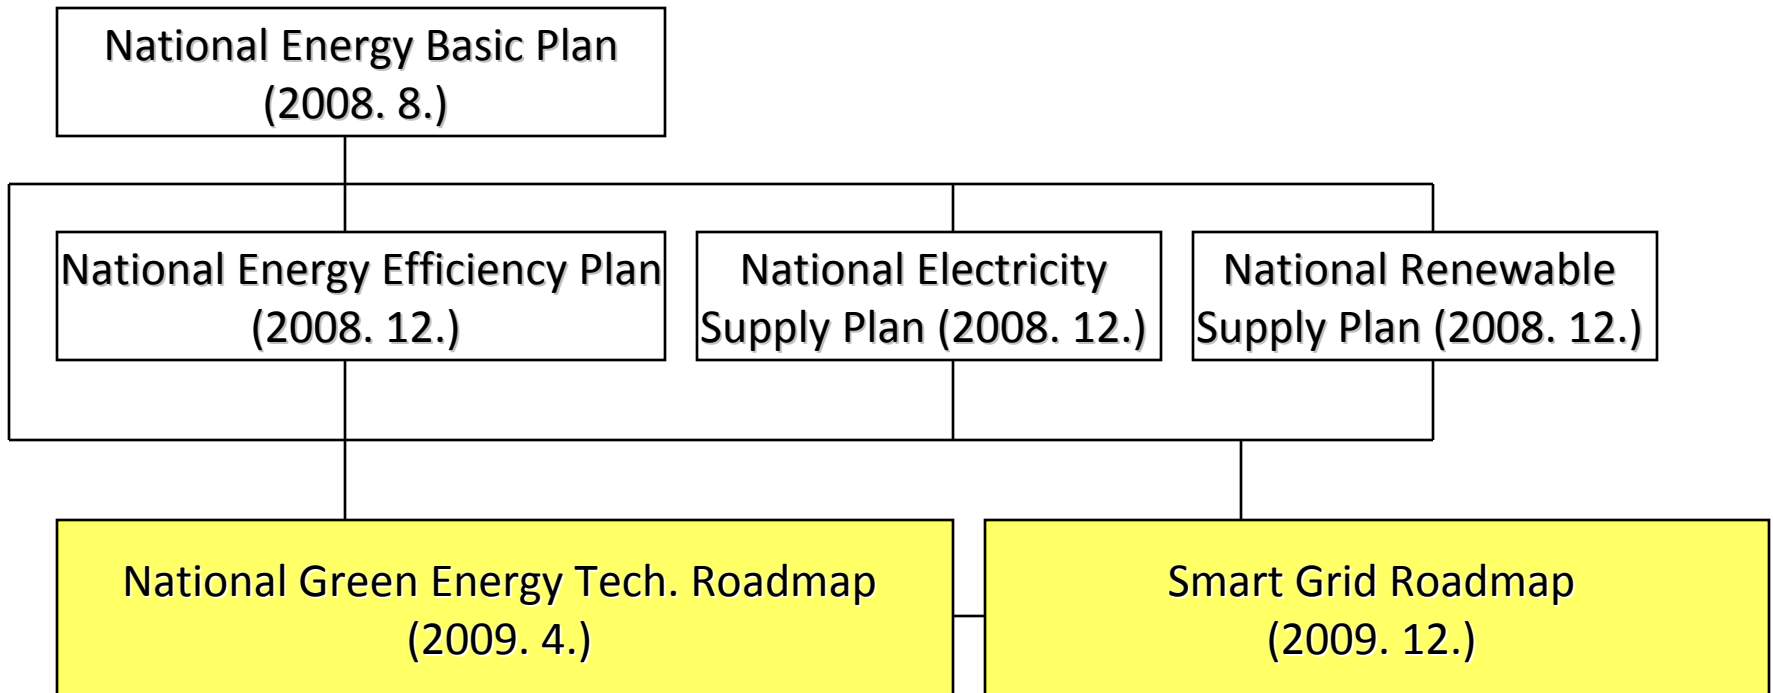 National Energy Basic Plan
(2008. 8.)
National Energy Efficiency Plan
(2008. 12.)
National Electricity
Supply Plan (2008. 12.)
National Renewable
Supply Plan (2008. 12.)
National Green Energy Tech. Roadmap
(2009. 4.)
Smart Grid Roadmap
(2009. 12.)